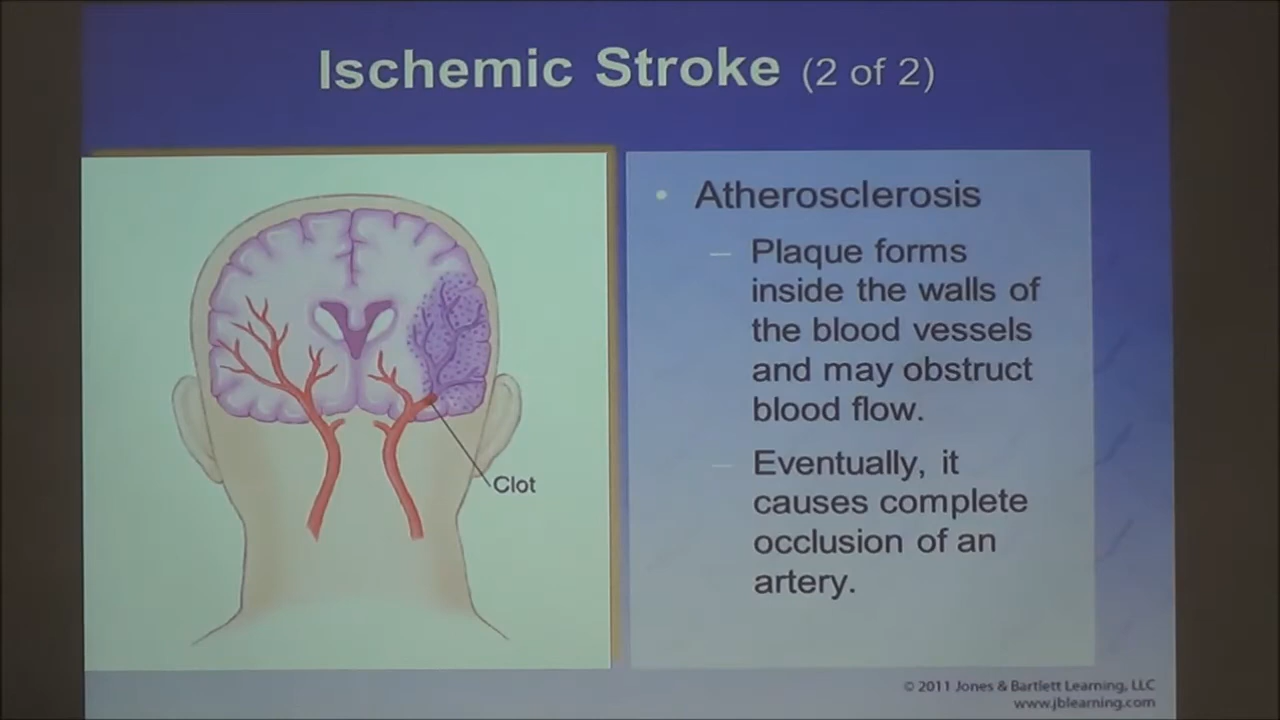 Ischemic Stroke (2 of 2)
Clot
• Atherosclerosis
– Plaque forms
inside the walls of
the blood vessels
and may obstruct
blood flow.
– Eventually, it
causes complete
occlusion of an
artery.
© 2011 Jones & Bartlett Learning, LLC
www.jblearning.com